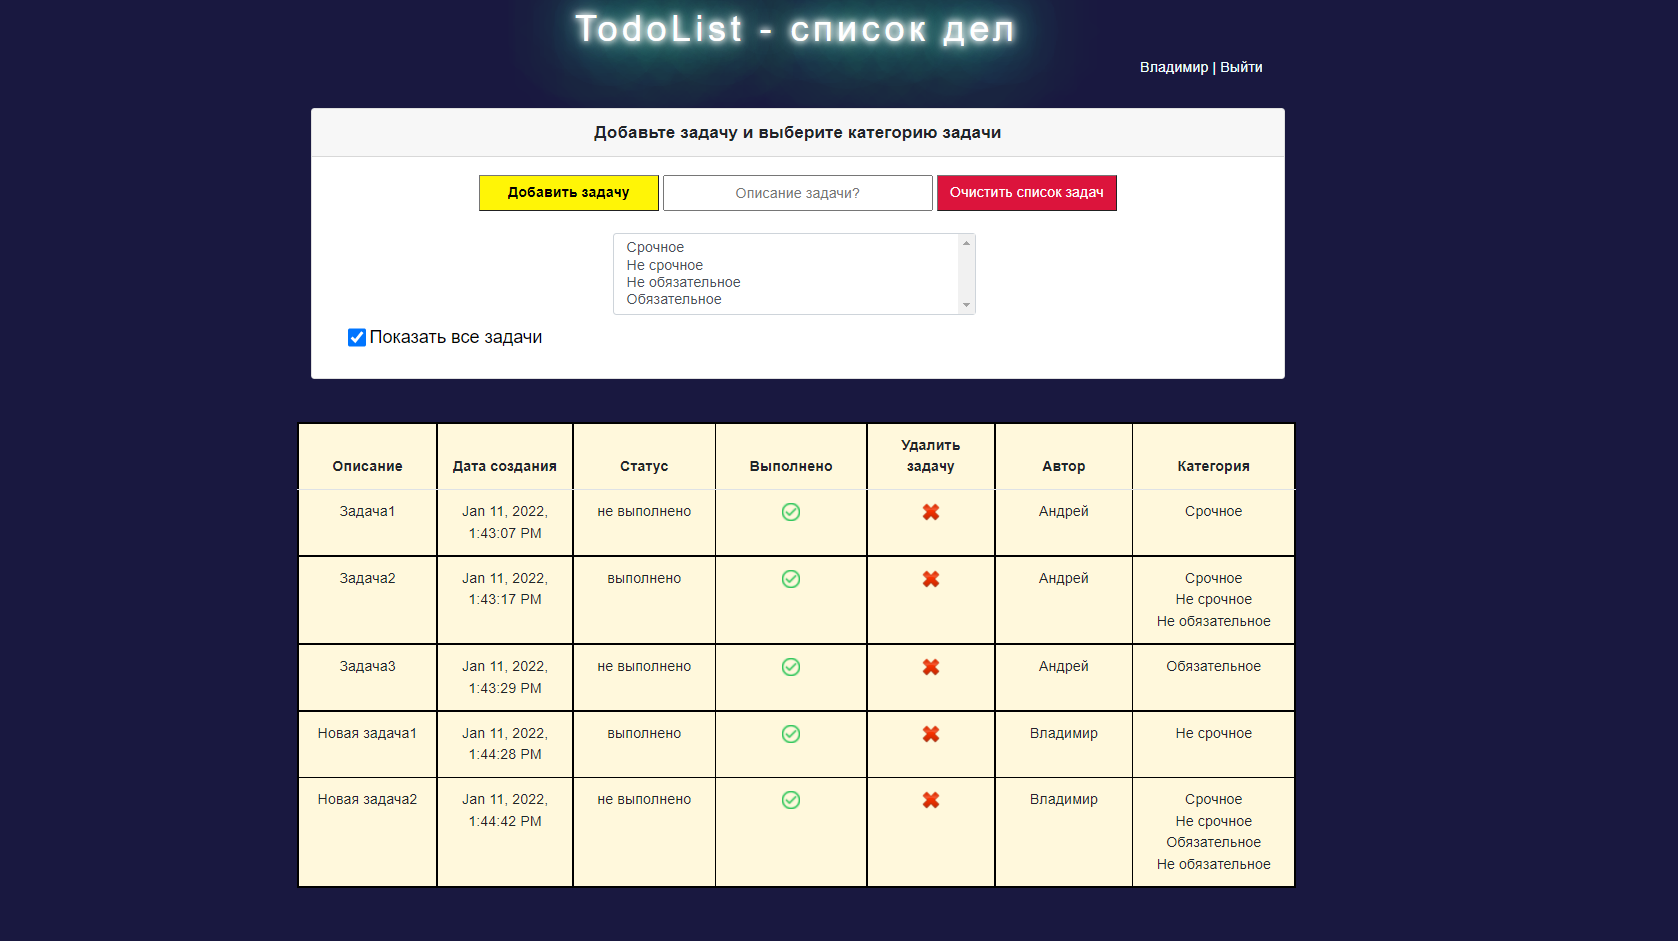 TodoList - список дел
Владимир | Выйти
Добавьте задачу и выберите категорию задачи
Добавить задачу
Описание задачи?
Очистить список задач
Срочное
Не срочное
Не обязательное
Обязательное
Показать все задачи
Описание
Дата создания
Статус
Выполнено
Удалить
задачу
Автор
Категория
Задача1
Jan 11, 2022,
1:43:07 PM
не выполнено
Андрей
Срочное
Задача2
Jan 11, 2022,
1:43:17 PM
выполнено
Андрей
Срочное
Не срочное
Не обязательное
Задача3
Jan 11, 2022,
1:43:29 PM
не выполнено
Андрей
Обязательное
Новая задача1
Jan 11, 2022,
1:44:28 PM
выполнено
Владимир
Не срочное
Новая задача2
Jan 11, 2022,
1:44:42 PM
не выполнено
Владимир
Срочное
Не срочное
Обязательное
Не обязательное